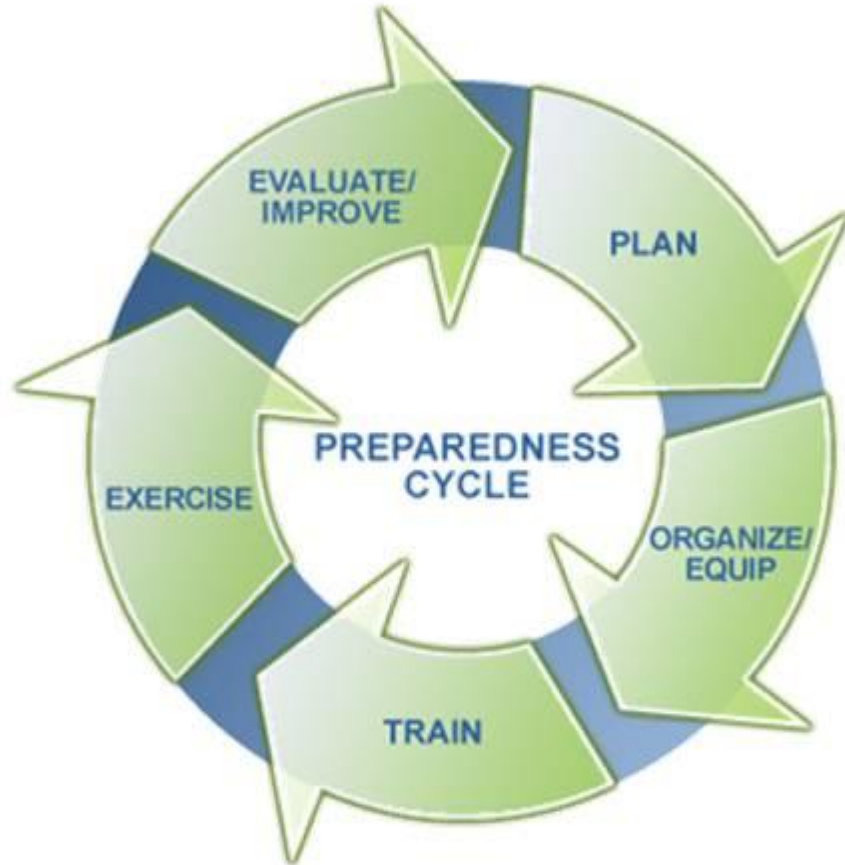 EVALUATE/
IMPROVE
PLAN
PREPAREDNESS
CYCLE
EXERCISE
ORGANIZE/
EQUIP
TRAIN